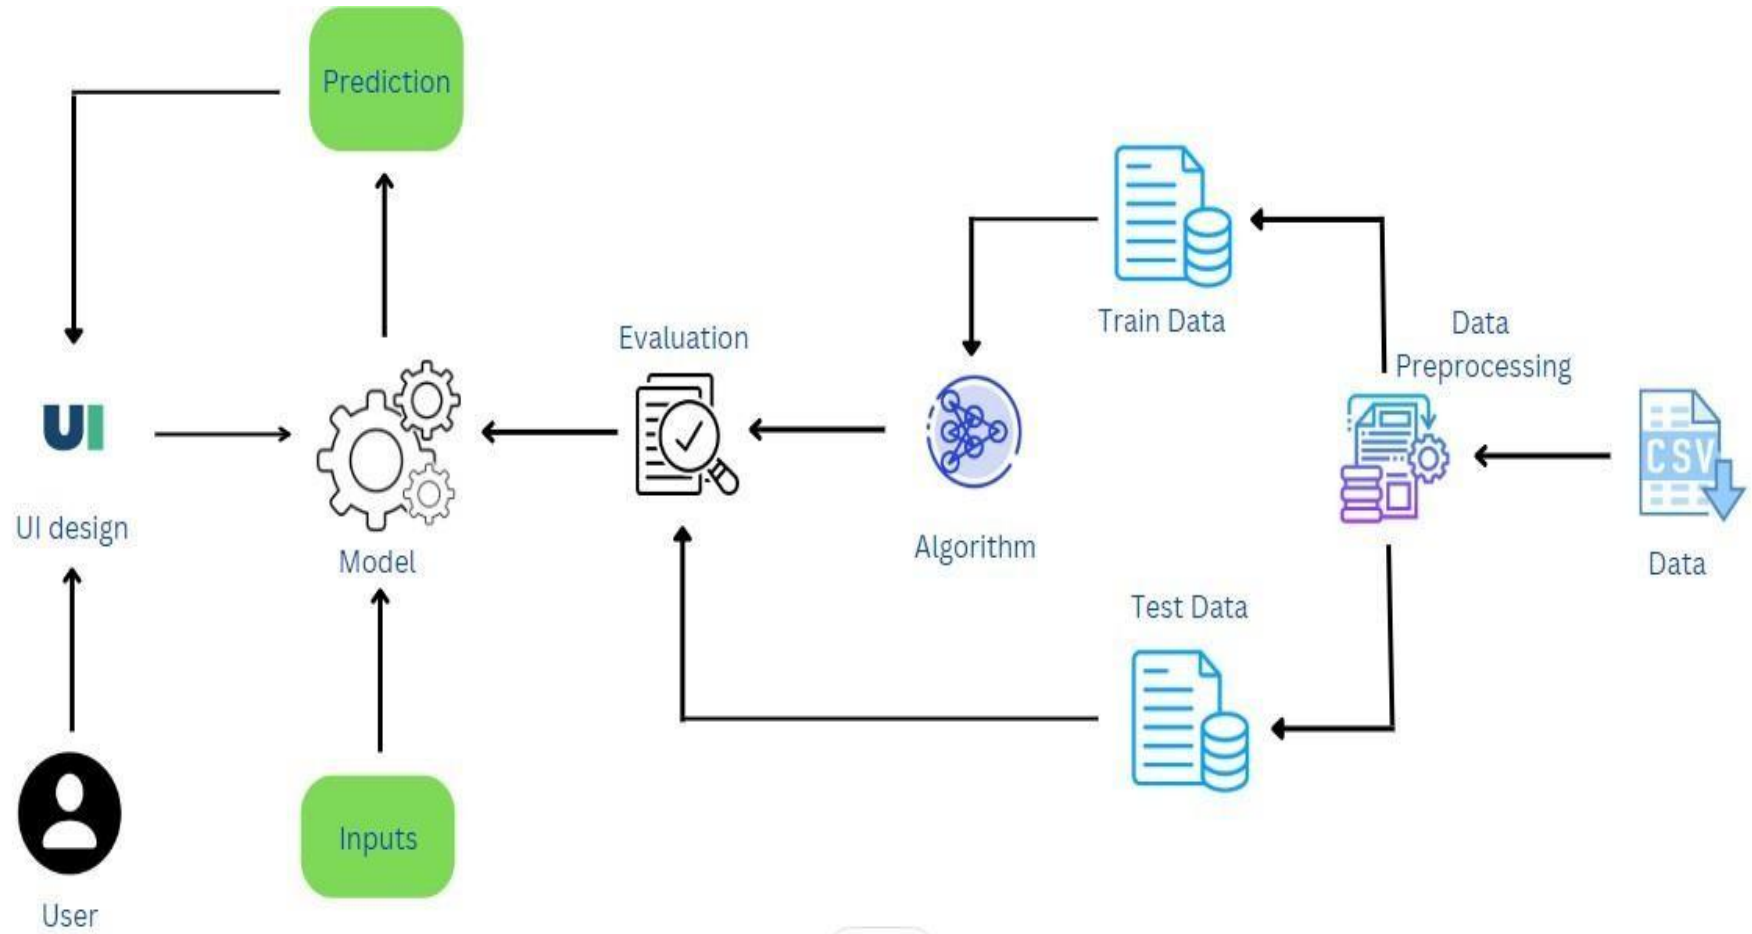 Prediction
Train Data
Data
Preprocessing
Evaluation
UI
CSV
UI design
Model
Algorithm
Data
Test Data
Inputs
User